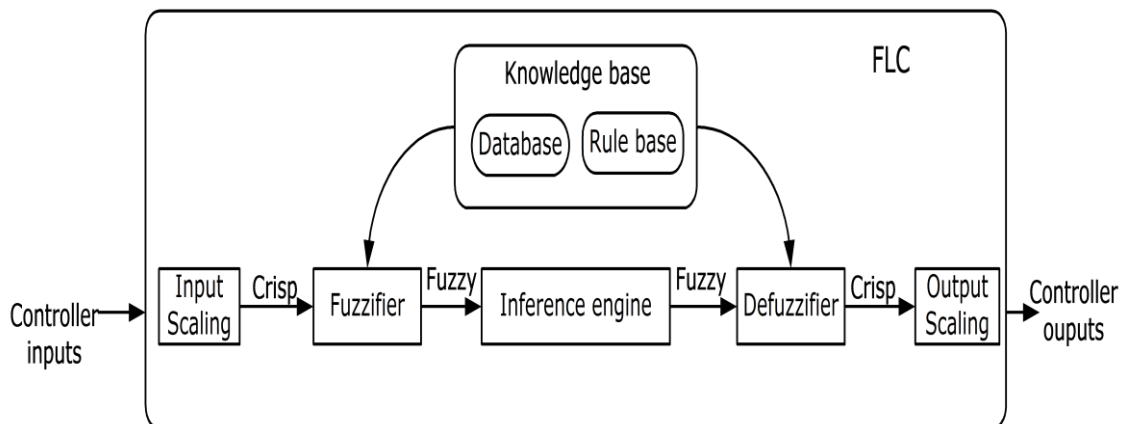 FLC
Knowledge base
Database
Rule base
Controller
inputs
Input
Scaling
Crisp
Fuzzifier
Fuzzy
Inference engine
Fuzzy
Defuzzifier
Crisp
Output
Scaling
Controller
ouputs